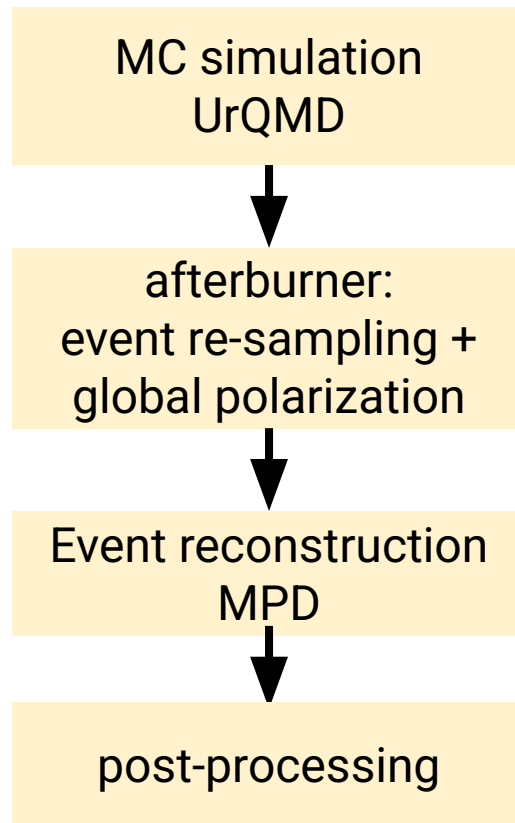 MC simulation
UrQMD
afterburner:
event re-sampling +
global polarization
Event reconstruction
MPD
post-processing